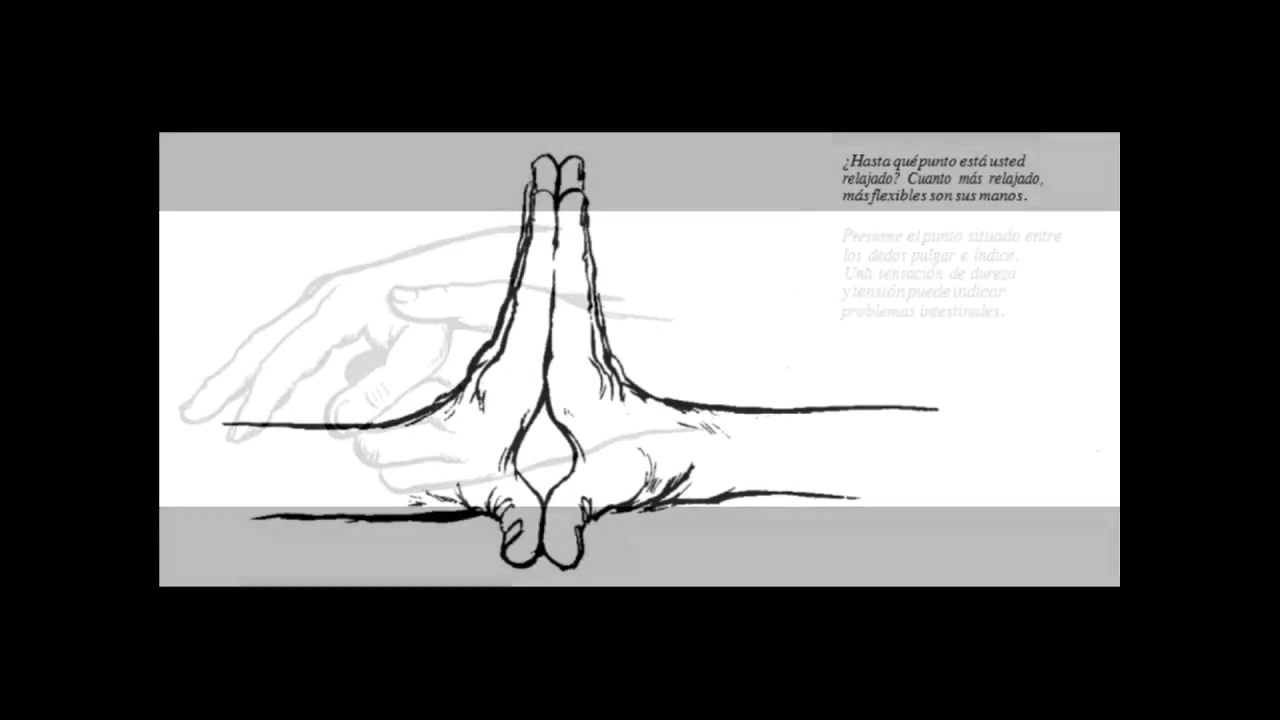 ¿Hasta qué punto está usted
relajado? Cuanto más relajado,
más flexibles son sus manos.
Presione el punto situado entre
los dedos pulgar e índice.
Una sensación de dureza
y tensión puede indicar
problemas intestinales.